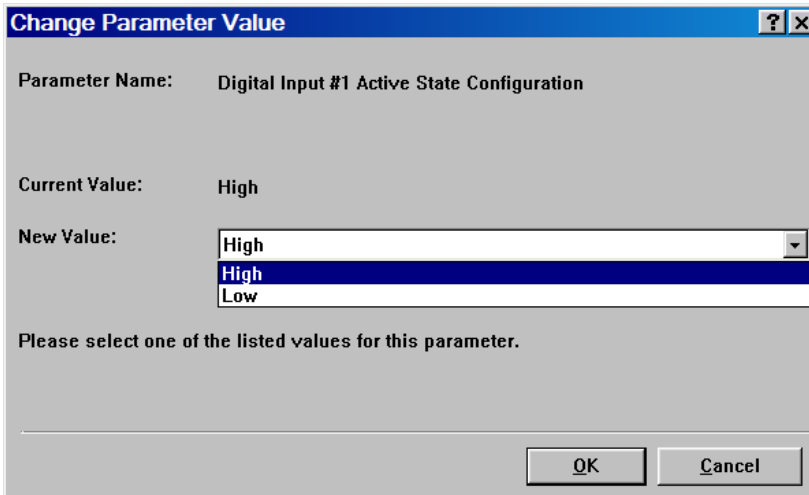 Change Parameter Value
Parameter Name: Digital Input #1 Active State Configuration
Current Value: High
New Value: High
High
Low
Please select one of the listed values for this parameter.
OK Cancel